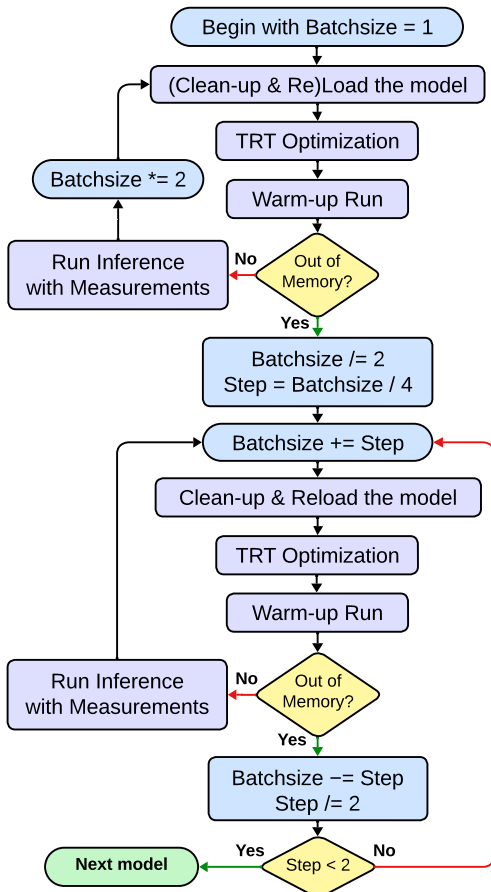 Begin with Batchsize = 1
(Clean-up & Re)Load the model
TRT Optimization
Batchsize *= 2
Warm-up Run
Run Inference
with Measurements
No
Out of
Memory?
Yes
Batchsize /= 2
Step = Batchsize / 4
Batchsize += Step
Clean-up & Reload the model
TRT Optimization
Warm-up Run
Run Inference
with Measurements
No
Out of
Memory?
Yes
Batchsize −= Step
Step /= 2
Next model
Yes
Step < 2
No